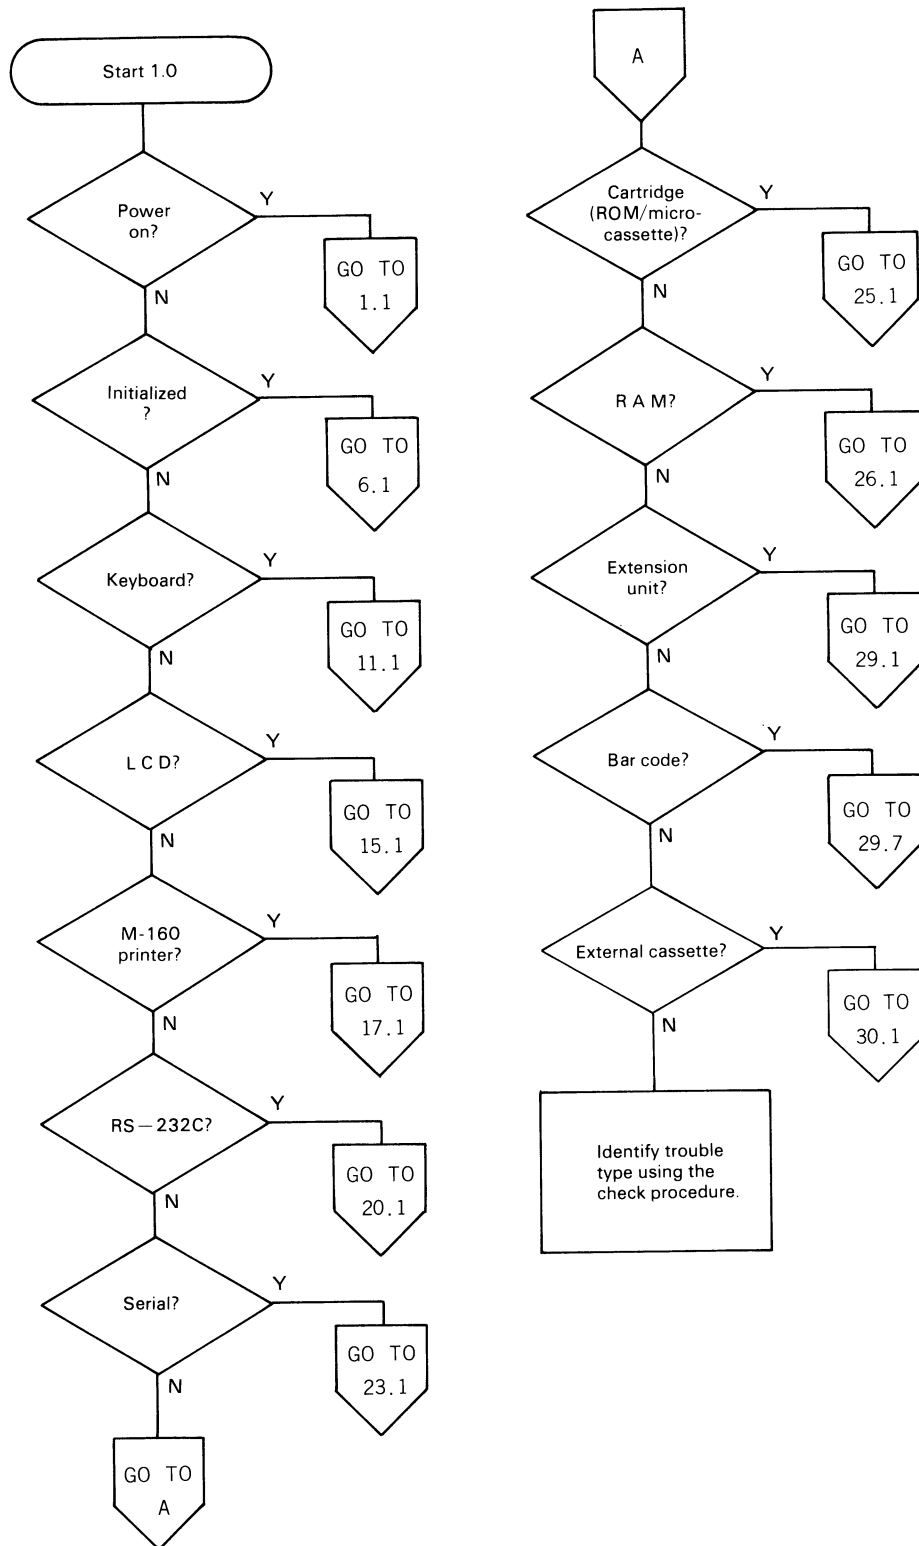 Start 1.0
Power
on?
Y
GO TO
1.1
N
Initialized
?
Y
GO TO
6.1
N
Keyboard?
Y
GO TO
11.1
N
L C D?
Y
GO TO
15.1
N
M-160
printer?
Y
GO TO
17.1
N
RS—232C?
Y
GO TO
20.1
N
Serial?
Y
GO TO
23.1
N
GO TO
A
A
Cartridge
(ROM/micro-
cassette)?
Y
GO TO
25.1
N
R A M?
Y
GO TO
26.1
N
Extension
unit?
Y
GO TO
29.1
N
Bar code?
Y
GO TO
29.7
N
External cassette?
Y
GO TO
30.1
N
Identify trouble
type using the
check procedure.